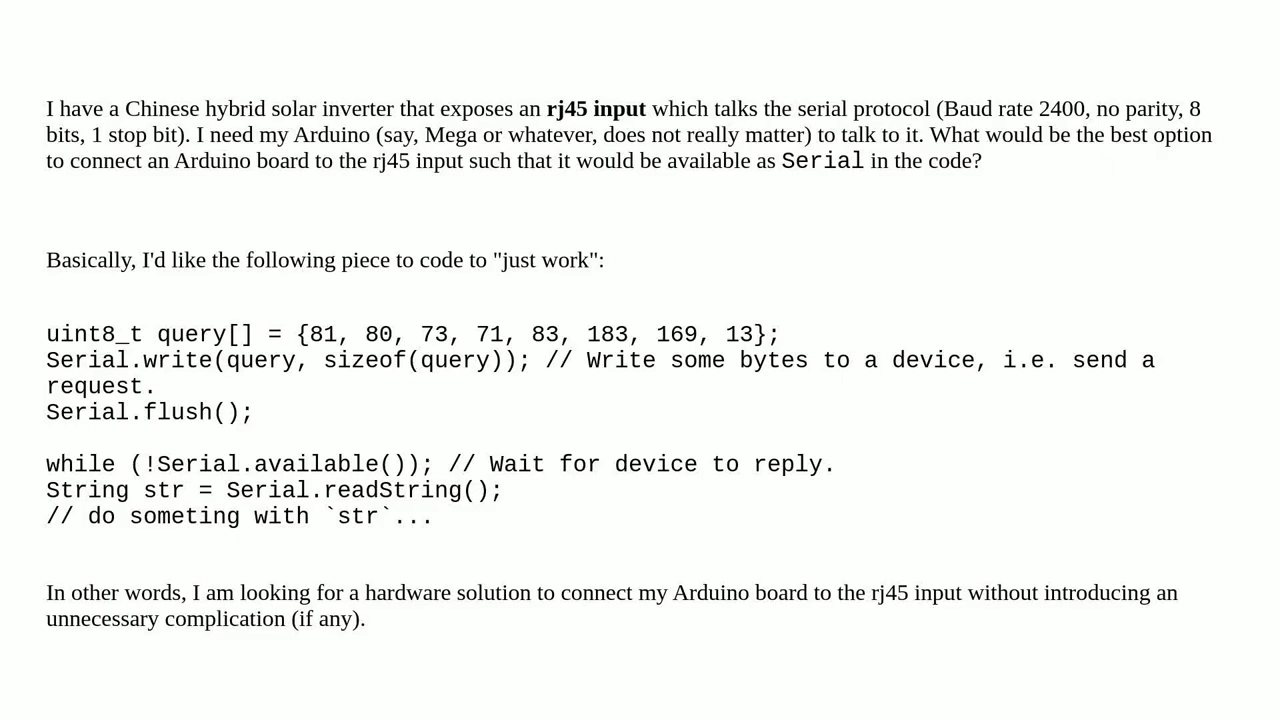 I have a Chinese hybrid solar inverter that exposes an rj45 input which talks the serial protocol (Baud rate 2400, no parity, 8
bits, 1 stop bit). I need my Arduino (say, Mega or whatever, does not really matter) to talk to it. What would be the best option
to connect an Arduino board to the rj45 input such that it would be available as Serial in the code?
Basically, I'd like the following piece to code to "just work":
uint8_t query[] = {81, 80, 73, 71, 83, 183, 169, 13};
Serial.write(query, sizeof(query)); // Write some bytes to a device, i.e. send a
request.
Serial.flush();
while (!Serial.available()); // Wait for device to reply.
String str = Serial.readString();
// do someting with `str`...
In other words, I am looking for a hardware solution to connect my Arduino board to the rj45 input without introducing an
unnecessary complication (if any).